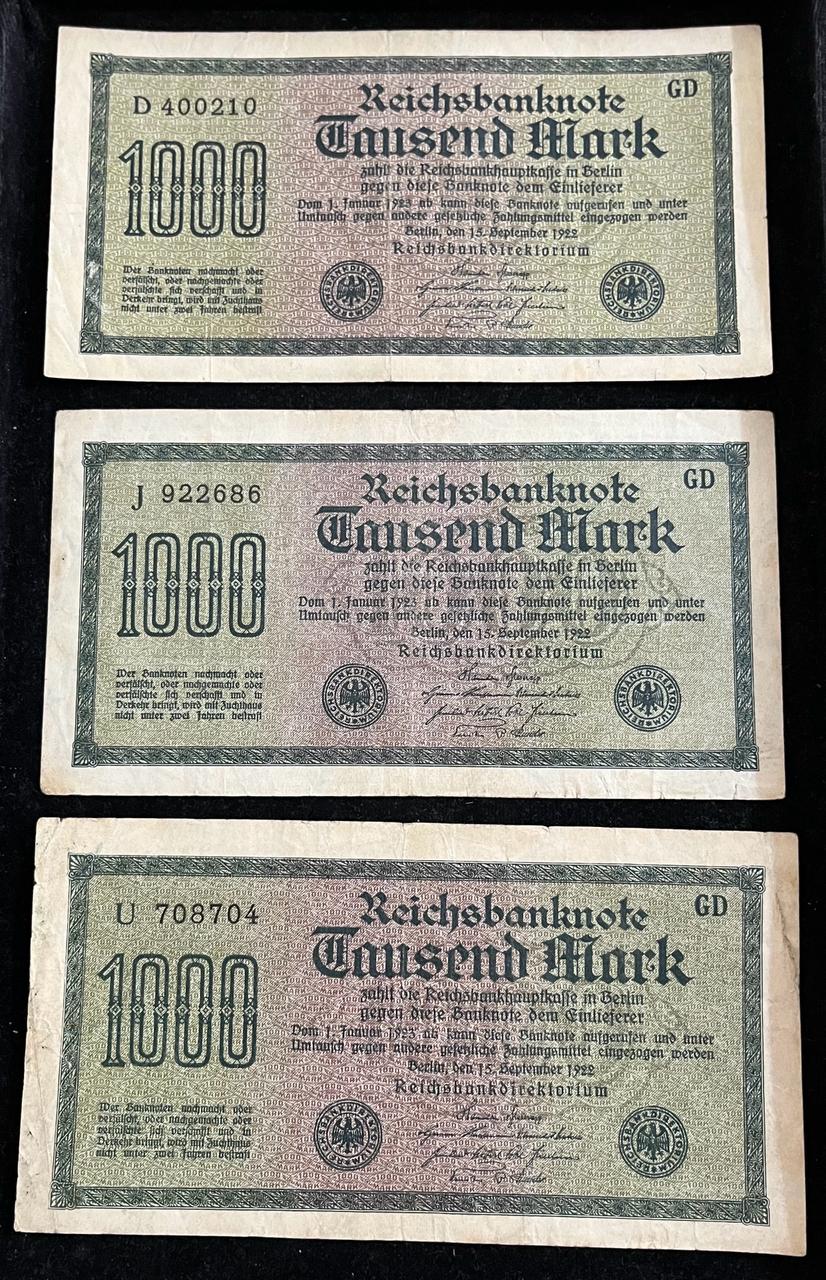 D 400210
GD
Reichsbanknote
1000
Tausend Mark
zahlt die Reichsbankhauptkasse in Berlin
gegen diese Banknote dem Einlieferer
Vom 1. Januar 1923 ab kann diese Banknote aufgerufen und unter
Umtausch gegen andere gesetzliche Zahlungsmittel eingezogen werden
Berlin, den 15. September 1922
Reichsbankdirektorium
Wer Banknoten nachmacht oder
verfälscht, oder nachgemachte oder
verfälschte sich verschafft und in
Verkehr bringt, wird mit Zuchthaus
nicht unter zwei Jahren bestraft
REICHSBANKDIREKTORIUM
REICHSBANKDIREKTORIUM
J 922686
GD
Reichsbanknote
1000
Tausend Mark
zahlt die Reichsbankhauptkasse in Berlin
gegen diese Banknote dem Einlieferer
Vom 1. Januar 1923 ab kann diese Banknote aufgerufen und unter
Umtausch gegen andere gesetzliche Zahlungsmittel eingezogen werden
Berlin, den 15. September 1922
Reichsbankdirektorium
Wer Banknoten nachmacht oder
verfälscht, oder nachgemachte oder
verfälschte sich verschafft und in
Verkehr bringt, wird mit Zuchthaus
nicht unter zwei Jahren bestraft
REICHSBANKDIREKTORIUM
REICHSBANKDIREKTORIUM
U 708704
GD
Reichsbanknote
1000
Tausend Mark
zahlt die Reichsbankhauptkasse in Berlin
gegen diese Banknote dem Einlieferer
Vom 1. Januar 1923 ab kann diese Banknote aufgerufen und unter
Umtausch gegen andere gesetzliche Zahlungsmittel eingezogen werden
Berlin, den 15. September 1922
Reichsbankdirektorium
Wer Banknoten nachmacht oder
verfälscht, oder nachgemachte oder
verfälschte sich verschafft und in
Verkehr bringt, wird mit Zuchthaus
nicht unter zwei Jahren bestraft
REICHSBANKDIREKTORIUM
REICHSBANKDIREKTORIUM